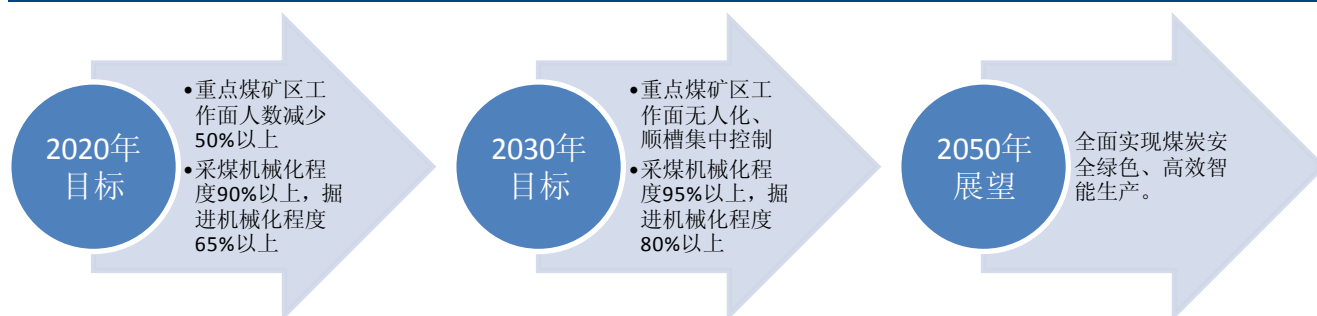 2020年
目标
•重点煤矿区工
作面人数减少
50%以上
•采煤机械化程
度90%以上，掘
进机械化程度
65%以上
2030年
目标
•重点煤矿区工
作面无人化、
顺槽集中控制
•采煤机械化程
度95%以上，掘
进机械化程度
80%以上
2050年
展望
全面实现煤炭安
全绿色、高效智
能生产。